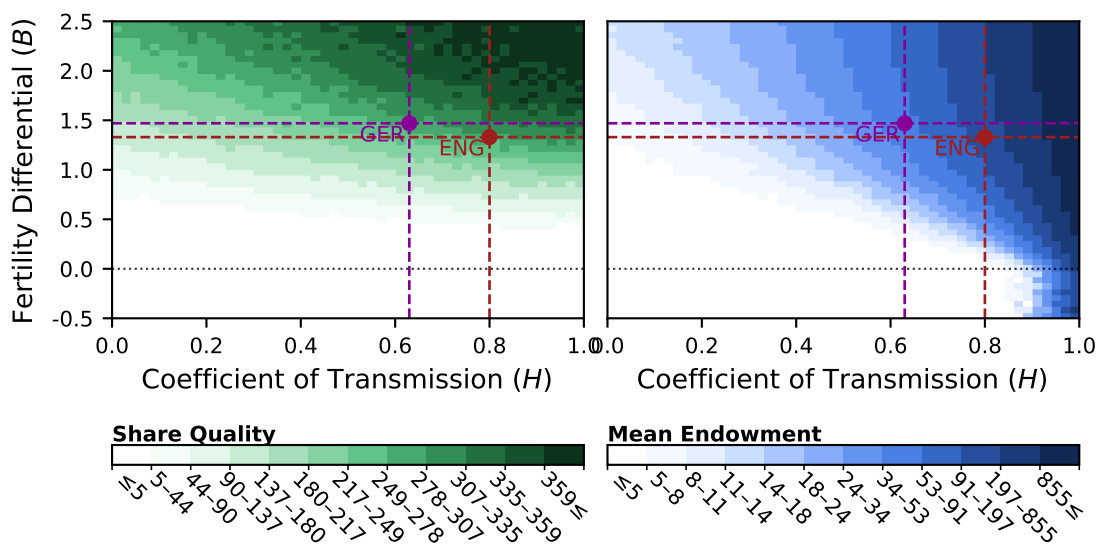 2.5
2.0
1.5
1.0
0.5
0.0
-0.5
Fertility Differential (B)
GER
ENG
GER
ENG
0.0 0.2 0.4 0.6 0.8 1.0
0.0 0.2 0.4 0.6 0.8 1.0
Coefficient of Transmission (H)
Coefficient of Transmission (H)
Share Quality
≤5
5–44
44–90
90–137
137–180
180–217
217–249
249–278
278–307
307–335
335–359
359≤
Mean Endowment
≤5
5–8
8–11
11–14
14–18
18–24
24–34
34–53
53–91
91–197
197–855
855≤